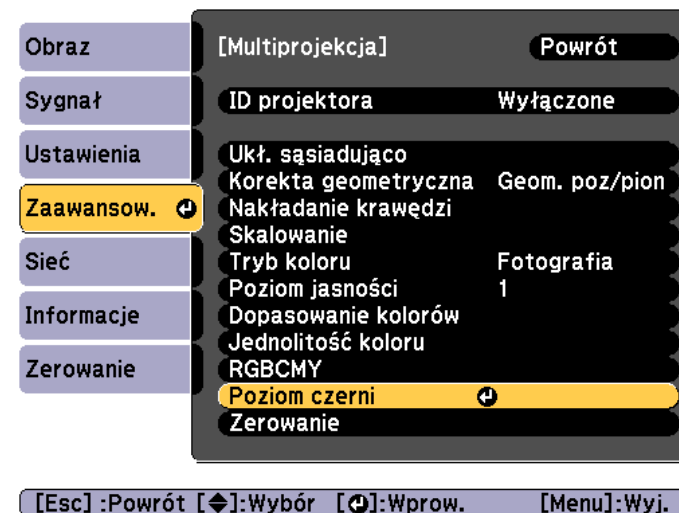 Obraz
Sygnał
Ustawienia
Zaawansow.
Sieć
Informacje
Zerowanie
[Multiprojekcja] Powrót
ID projektora Wyłączone
Ukł. sąsiadująco
Korekta geometryczna Geom. poz/pion
Nakładanie krawędzi
Skalowanie
Tryb koloru Fotografia
Poziom jasności 1
Dopasowanie kolorów
Jednolitość koloru
RGBCMY
Poziom czerni
Zerowanie
[Esc] :Powrót [◆]:Wybór [⏎]:Wprow. [Menu]:Wyj.